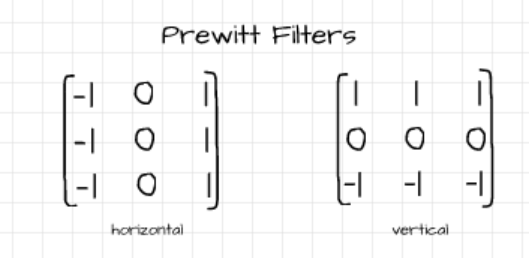 Prewitt Filters
-1 0 1 1 1 1
-1 0 1 0 0 0
-1 0 1 -1 -1 -1
horizontal vertical